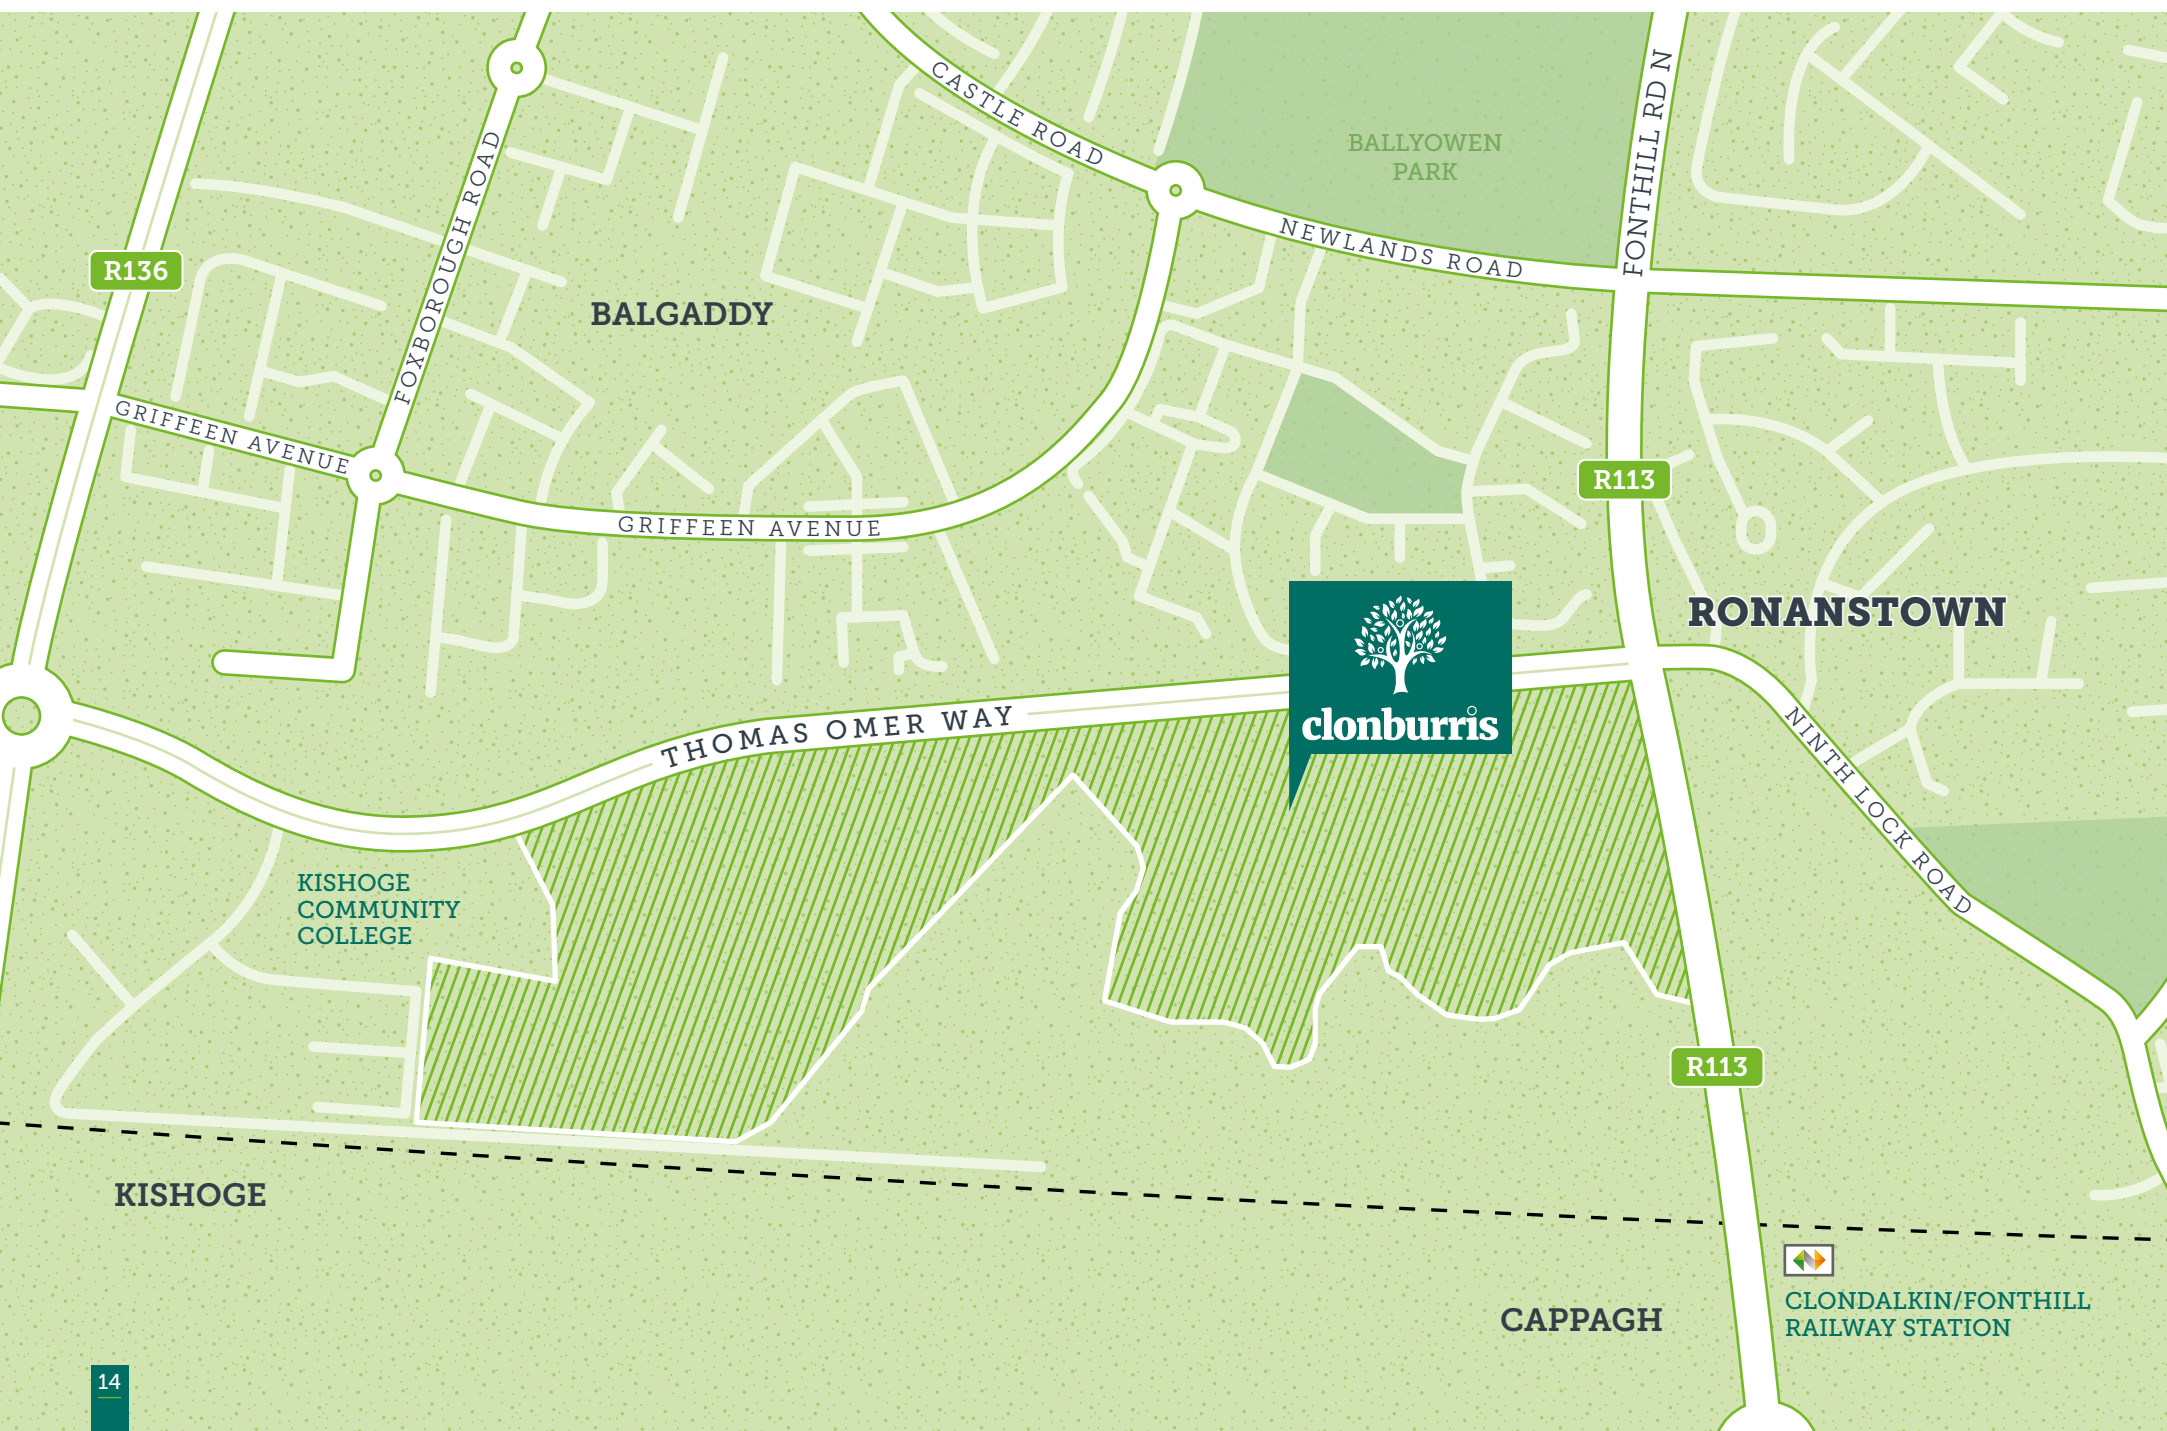 CASTLE ROAD
FONTHILL RD N
BALLYOWEN
PARK
FOXBOROUGH ROAD
NEWLANDS ROAD
R136
BALGADDY
GRIFFEEN AVENUE
R113
GRIFFEEN AVENUE
RONANSTOWN
THOMAS OMER WAY
clonburris
NINTH LOCK ROAD
KISHOGE
COMMUNITY
COLLEGE
R113
KISHOGE
CAPPAGH
CLONDALKIN/FONTHILL
RAILWAY STATION
14